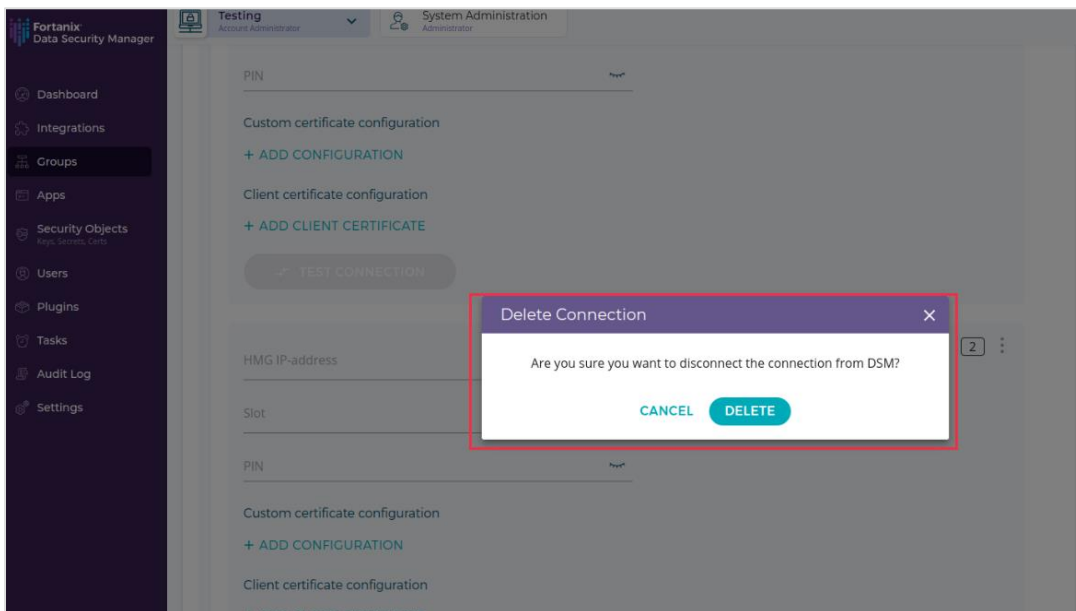 Fortanix
Data Security Manager
Testing
Account Administrator
System Administration
Administrator
Dashboard
Integrations
Groups
Apps
Security Objects
Keys, Secrets, Certs
Users
Plugins
Tasks
Audit Log
Settings
PIN
Custom certificate configuration
+ ADD CONFIGURATION
Client certificate configuration
+ ADD CLIENT CERTIFICATE
TEST CONNECTION
Delete Connection
Are you sure you want to disconnect the connection from DSM?
CANCEL DELETE
2
HMG IP-address
Slot
PIN
Custom certificate configuration
+ ADD CONFIGURATION
Client certificate configuration